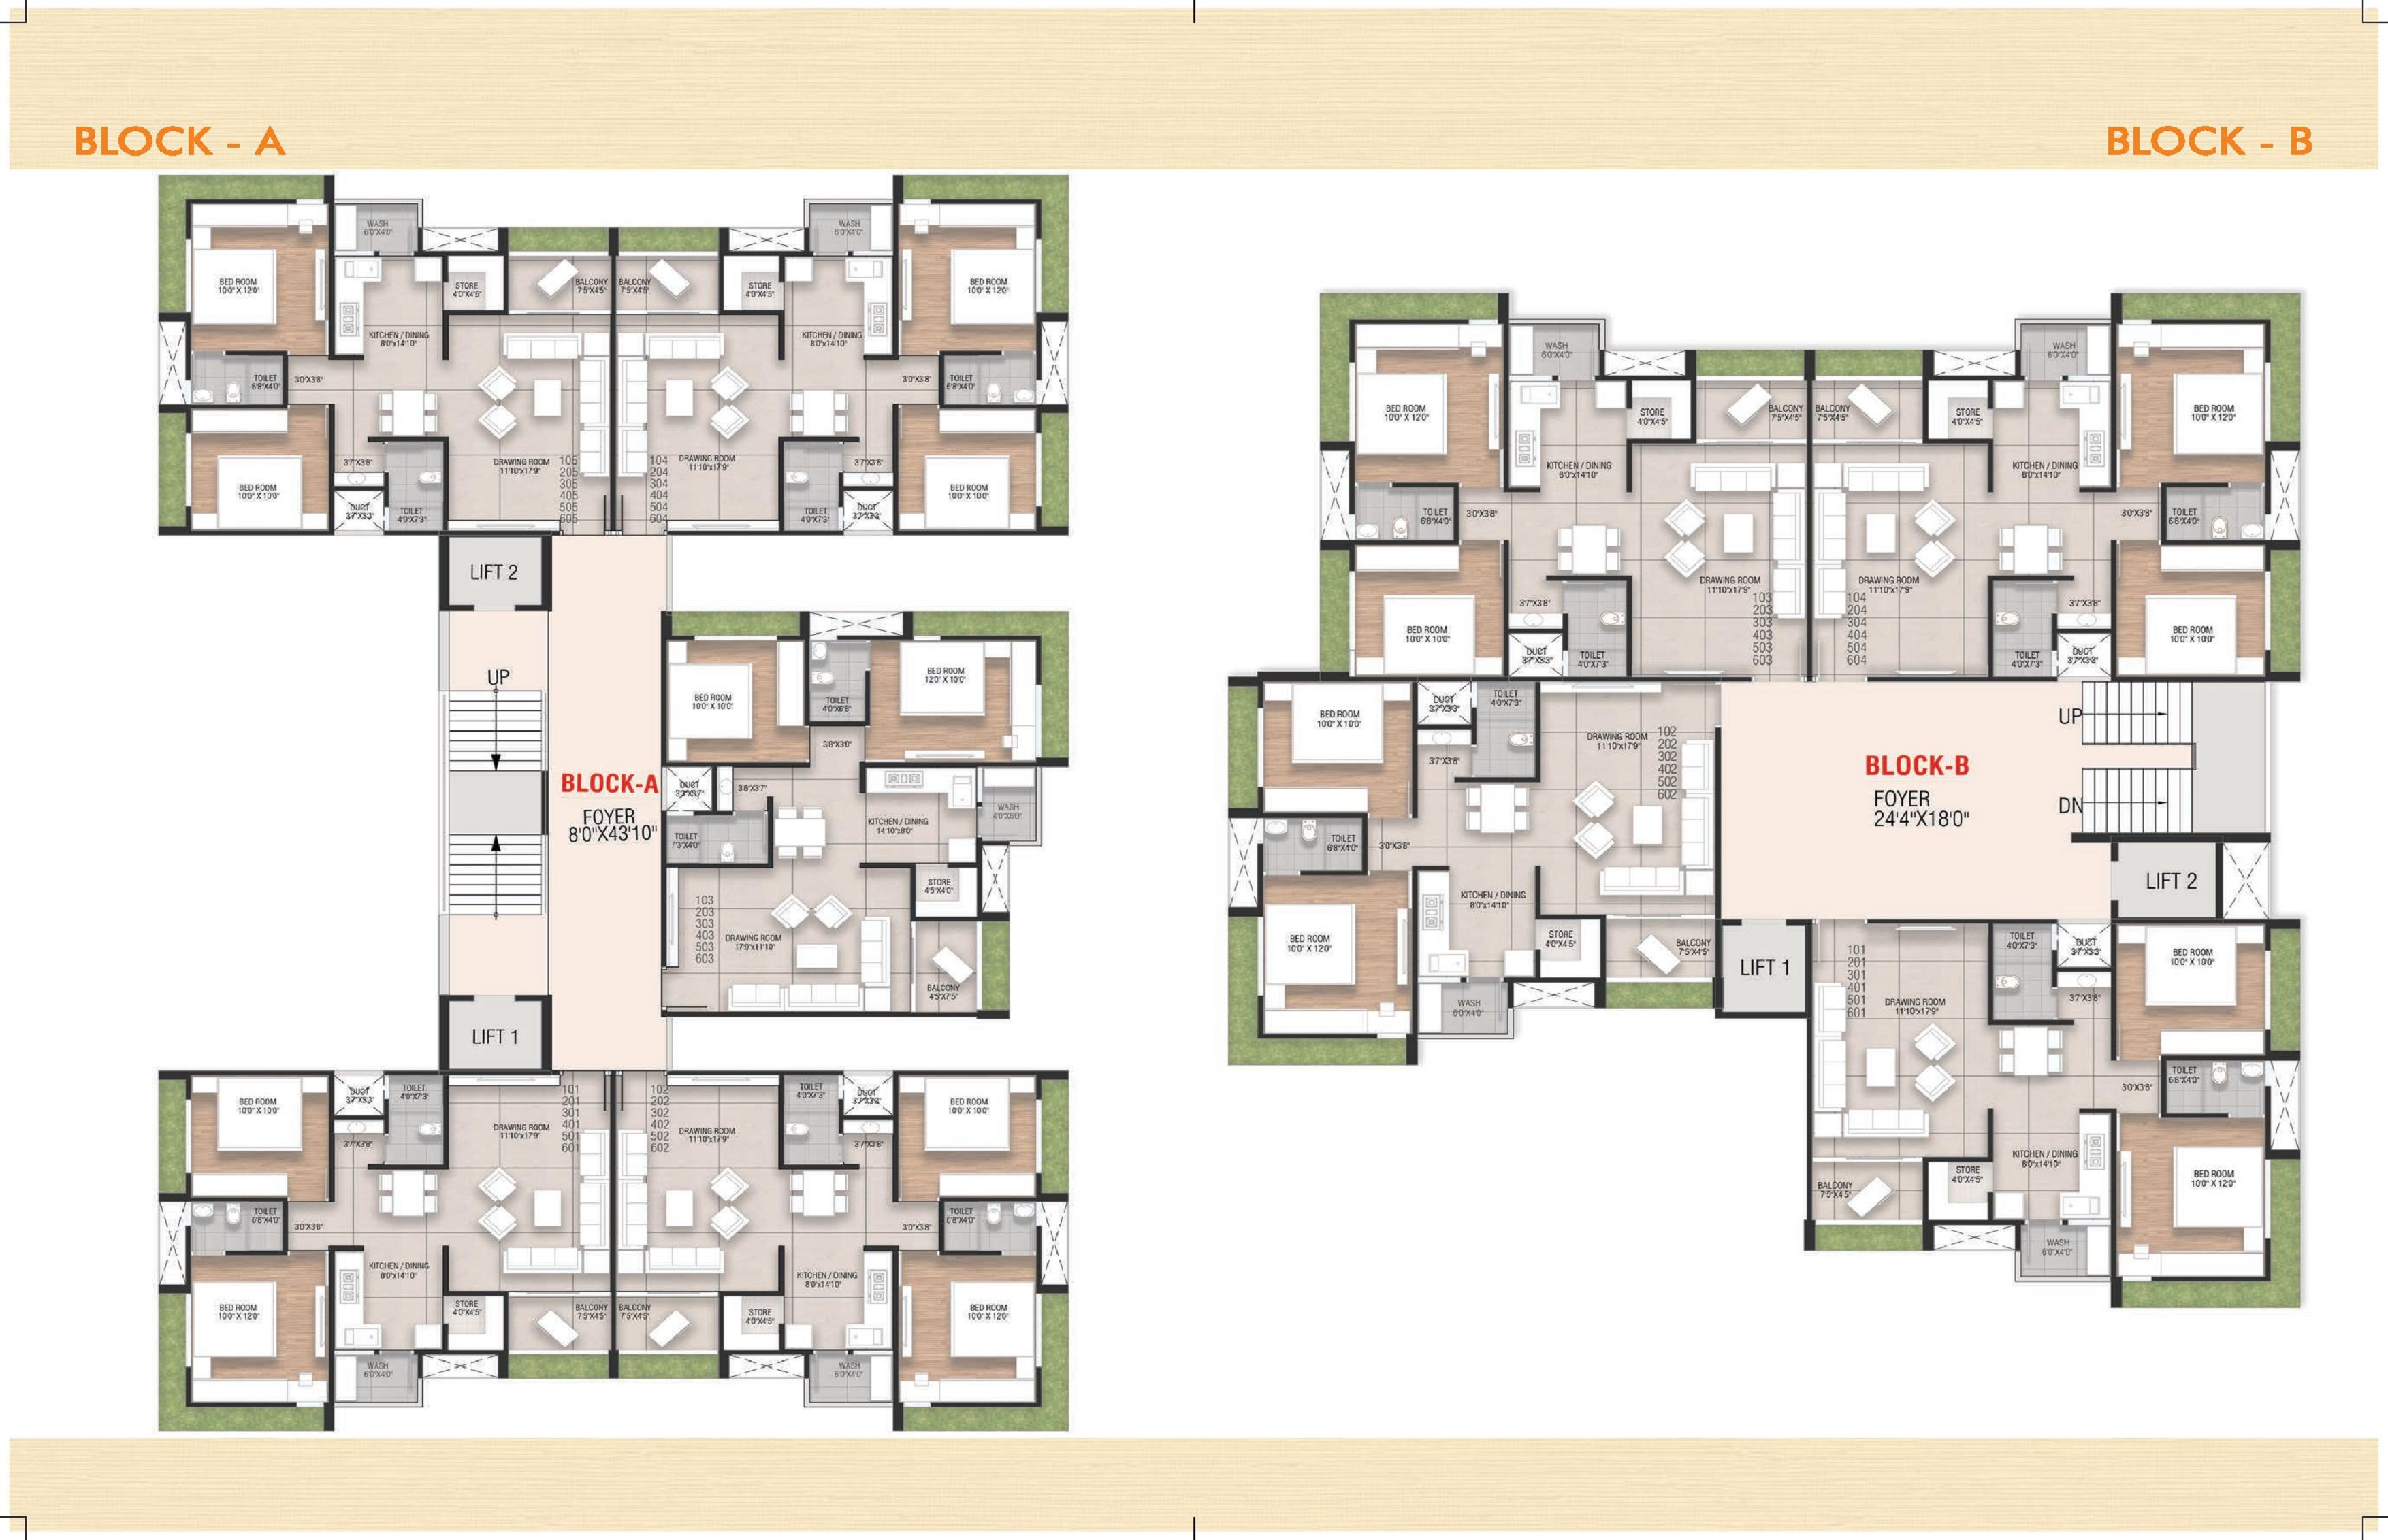 BLOCK - A
BLOCK - B
WASH
6'0"X4'0"
BED ROOM
10'0" X 12'0"
STORE
4'0"X4'5"
BALCONY
7'5"X4'5"
KITCHEN / DINING
8'0"x14'10"
TOILET
6'8"X4'0"
3'0"X3'8"
DRAWING ROOM
11'10"x17'9"
105
205
305
405
505
605
BED ROOM
10'0" X 10'0"
3'7"X3'8"
DUCT
3'7"X3'3"
TOILET
4'0"X7'3"
WASH
6'0"X4'0"
BED ROOM
10'0" X 12'0"
BALCONY
7'5"X4'5"
STORE
4'0"X4'5"
KITCHEN / DINING
8'0"x14'10"
3'0"X3'8"
TOILET
6'8"X4'0"
104
204
304
404
504
604
DRAWING ROOM
11'10"x17'9"
3'7"X3'8"
BED ROOM
10'0" X 10'0"
TOILET
4'0"X7'3"
DUCT
3'7"X3'3"
LIFT 2
UP
BLOCK-A
FOYER
8'0"X43'10"
LIFT 1
BED ROOM
10'0" X 10'0"
TOILET
4'0"X6'8"
BED ROOM
12'0" X 10'0"
3'8"X3'0"
DUCT
3'3"X3'7"
3'8"X3'7"
WASH
4'0"X6'0"
KITCHEN / DINING
14'10"x8'0"
TOILET
7'3"X4'0"
STORE
4'5"X4'0"
103
203
303
403
503
603
DRAWING ROOM
17'9"x11'10"
BALCONY
4'5"X7'5"
BED ROOM
10'0" X 10'0"
DUCT
3'7"X3'3"
TOILET
4'0"X7'3"
3'7"X3'8"
DRAWING ROOM
11'10"x17'9"
101
201
301
401
501
601
TOILET
6'8"X4'0"
3'0"X3'8"
KITCHEN / DINING
8'0"x14'10"
BED ROOM
10'0" X 12'0"
STORE
4'0"X4'5"
BALCONY
7'5"X4'5"
WASH
6'0"X4'0"
102
202
302
402
502
602
DRAWING ROOM
11'10"x17'9"
TOILET
4'0"X7'3"
DUCT
3'7"X3'3"
3'7"X3'8"
BED ROOM
10'0" X 10'0"
3'0"X3'8"
TOILET
6'8"X4'0"
KITCHEN / DINING
8'0"x14'10"
BALCONY
7'5"X4'5"
STORE
4'0"X4'5"
BED ROOM
10'0" X 12'0"
WASH
6'0"X4'0"
WASH
6'0"X4'0"
BED ROOM
10'0" X 12'0"
STORE
4'0"X4'5"
BALCONY
7'5"X4'5"
KITCHEN / DINING
8'0"x14'10"
TOILET
6'8"X4'0"
3'0"X3'8"
DRAWING ROOM
11'10"x17'9"
103
203
303
403
503
603
3'7"X3'8"
BED ROOM
10'0" X 10'0"
DUCT
3'7"X3'3"
TOILET
4'0"X7'3"
WASH
6'0"X4'0"
BALCONY
7'5"X4'5"
STORE
4'0"X4'5"
BED ROOM
10'0" X 12'0"
KITCHEN / DINING
8'0"x14'10"
3'0"X3'8"
TOILET
6'8"X4'0"
DRAWING ROOM
11'10"x17'9"
104
204
304
404
504
604
3'7"X3'8"
BED ROOM
10'0" X 10'0"
TOILET
4'0"X7'3"
DUCT
3'7"X3'3"
BED ROOM
10'0" X 10'0"
DUCT
3'7"X3'3"
TOILET
4'0"X7'3"
3'7"X3'8"
DRAWING ROOM
11'10"x17'9"
102
202
302
402
502
602
TOILET
6'8"X4'0"
3'0"X3'8"
KITCHEN / DINING
8'0"x14'10"
BED ROOM
10'0" X 12'0"
STORE
4'0"X4'5"
BALCONY
7'5"X4'5"
WASH
6'0"X4'0"
UP
BLOCK-B
FOYER
24'4"X18'0"
DN
LIFT 2
LIFT 1
101
201
301
401
501
601
DRAWING ROOM
11'10"x17'9"
TOILET
4'0"X7'3"
DUCT
3'7"X3'3"
3'7"X3'8"
BED ROOM
10'0" X 10'0"
TOILET
6'8"X4'0"
3'0"X3'8"
KITCHEN / DINING
8'0"x14'10"
STORE
4'0"X4'5"
BALCONY
7'5"X4'5"
BED ROOM
10'0" X 12'0"
WASH
6'0"X4'0"